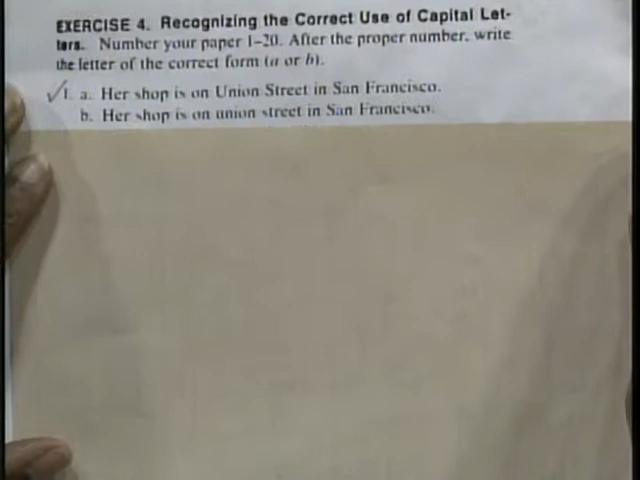 EXERCISE 4. Recognizing the Correct Use of Capital Let-
ters. Number your paper 1–20. After the proper number, write
the letter of the correct form (a or b).
✓1. a. Her shop is on Union Street in San Francisco.
b. Her shop is on union street in San Francisco.